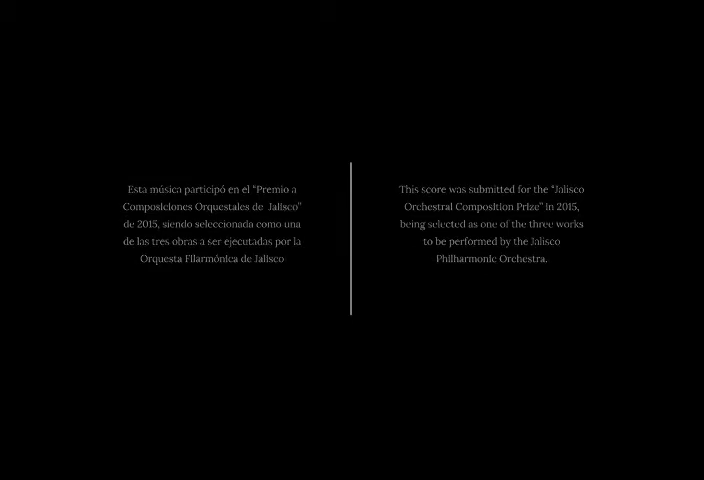 Esta música participó en el "Premio a
Composiciones Orquestales de Jalisco"
de 2015, siendo seleccionada como una
de las tres obras a ser ejecutadas por la
Orquesta Filarmónica de Jalisco
This score was submitted for the "Jalisco
Orchestral Composition Prize" in 2015,
being selected as one of the three works
to be performed by the Jalisco
Philharmonic Orchestra.